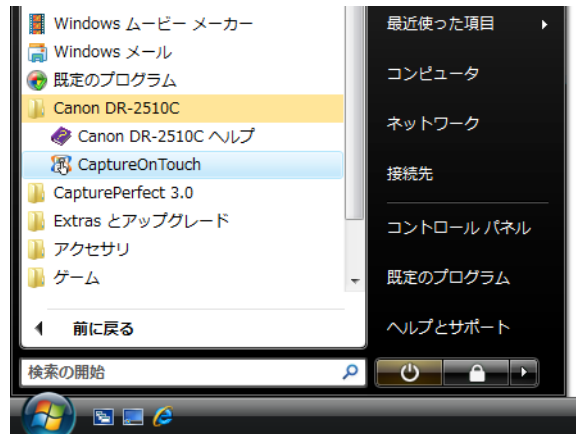 Windows ムービー メーカー
Windows メール
既定のプログラム
Canon DR-2510C
Canon DR-2510C ヘルプ
CaptureOnTouch
CapturePerfect 3.0
Extras とアップグレード
アクセサリ
ゲーム
前に戻る
検索の開始
最近使った項目
コンピュータ
ネットワーク
接続先
コントロール パネル
既定のプログラム
ヘルプとサポート